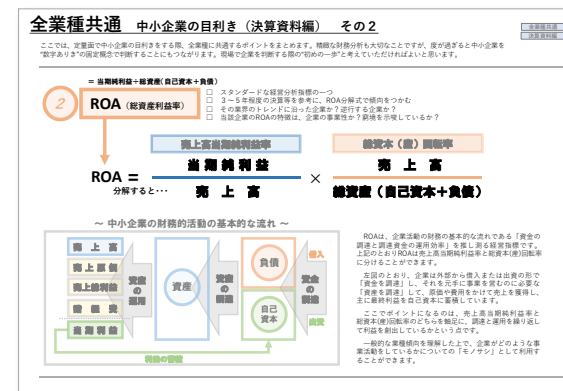 全業種共通 中小企業の目利き（決算資料編） その２
全業種共通
決算資料編
ここでは、定量面で中小企業の目利きをする際、全業種に共通するポイントをまとめます。精緻な財務分析も大切なことですが、度が過ぎると中小企業を
"数字ありき"の固定概念で判断することにもつながります。現場で企業を判断する際の"初めの一歩"と考えていただければよいと思います。
＝ 当期純利益÷総資産(自己資本＋負債)
2 ROA（総資産利益率）
□ スタンダードな経営分析指標の一つ
□ ３～５年程度の決算等を参考に、ROA分解式で傾向をつかむ
□ その業界のトレンドに沿った企業か？逆行する企業か？
□ 当該企業のROAの特徴は、企業の事業性か？窮境を示唆しているか？
売上高当期純利益率
総資本（産）回転率
ROA ＝ 当期純利益 × 売上高
分解すると･･･ 売上高 総資産（自己資本＋負債）
～ 中小企業の財務的活動の基本的な流れ ～
売上高
売上原価
売上総利益
諸経費
当期利益
資産の運用
資産
資産の調達
負債
自己資本
資金の調達
借入
出資
利益の蓄積
ROAは、企業活動の財務の基本的な流れである「資金の
調達と調達資金の運用効率」を推し測る経営指標です。
上記のとおりROAは売上高当期純利益率と総資本(産)回転率
に分けることができます。
左図のとおり、企業は外部から借入または出資の形で
「資金を調達」し、それを元手に事業を営むのに必要な
「資産を調達」して、原価や費用をかけて売上を獲得し、
主に最終利益を自己資本に蓄積しています。
ここでポイントになるのは、売上高当期純利益率と
総資本(産)回転率のどちらを軸足に、調達と運用を繰り返し
て利益を創出しているかという点です。
一般的な業種傾向を理解した上で、企業がどのような事
業活動をしているかについての「モノサシ」として利用す
ることができます。